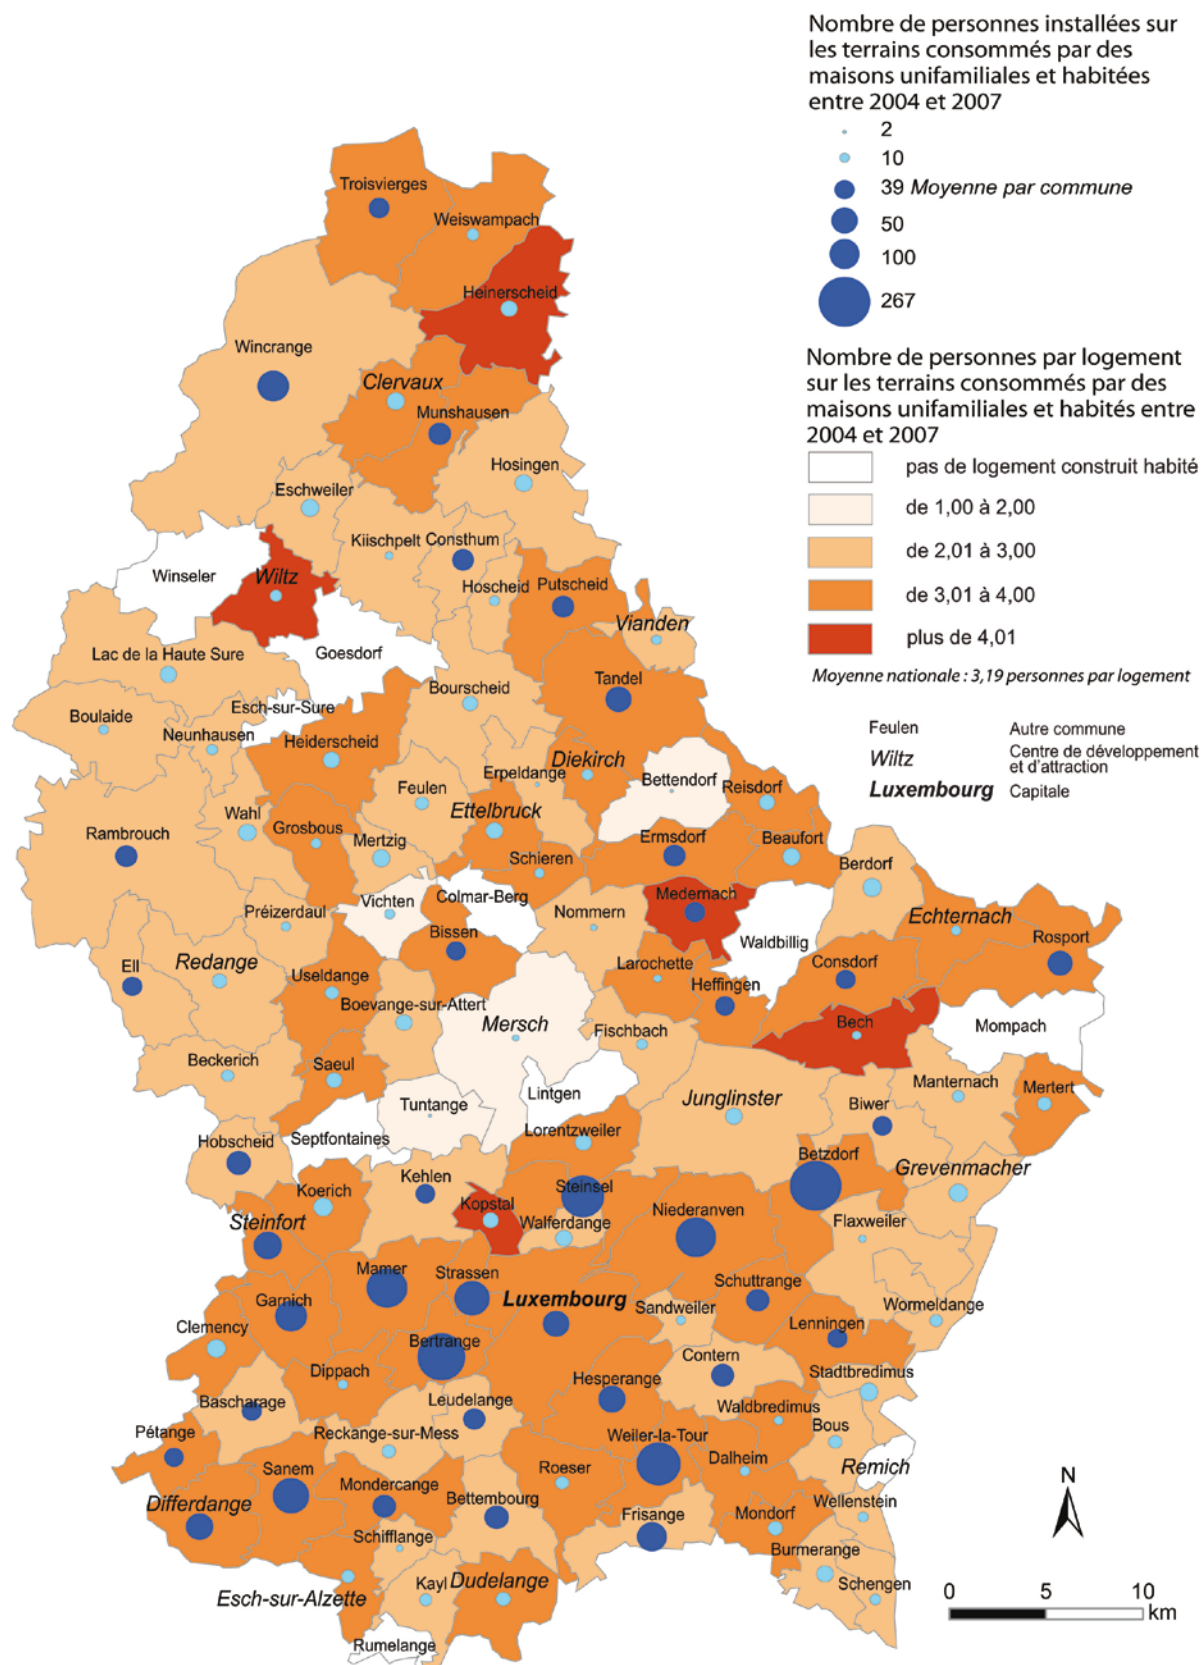 Nombre de personnes installées sur
les terrains consommés par des
maisons unifamiliales et habitées
entre 2004 et 2007
2
10
39 Moyenne par commune
50
100
267
Nombre de personnes par logement
sur les terrains consommés par des
maisons unifamiliales et habités entre
2004 et 2007
pas de logement construit habité
de 1,00 à 2,00
de 2,01 à 3,00
de 3,01 à 4,00
plus de 4,01
Moyenne nationale : 3,19 personnes par logement
Feulen Autre commune
Wiltz Centre de développement
et d'attraction
Luxembourg Capitale
Troisvierges
Weiswampach
Heinerscheid
Wincrange
Clervaux
Munshausen
Hosingen
Eschweiler
Kiischpelt
Consthum
Winseler
Wiltz
Hoscheid
Putscheid
Vianden
Goesdorf
Lac de la Haute Sure
Tandel
Bourscheid
Esch-sur-Sure
Boulaide
Neunhausen
Heiderscheid
Diekirch
Erpeldange
Bettendorf
Reisdorf
Feulen
Ettelbruck
Wahl
Grosbous
Rambrouch
Mertzig
Schieren
Ermsdorf
Beaufort
Berdorf
Medernach
Colmar-Berg
Vichten
Préizerdaul
Nommern
Echternach
Bissen
Waldbillig
Rosport
Ell
Redange
Useldange
Larochette
Consdorf
Heffingen
Boevange-sur-Attert
Mersch
Fischbach
Bech
Mompach
Beckerich
Saeul
Lintgen
Junglinster
Manternach
Mertert
Tuntange
Biwer
Septfontaines
Lorentzweiler
Hobscheid
Betzdorf
Grevenmacher
Kehlen
Koerich
Steinsel
Kopstal
Niederanven
Steinfort
Walferdange
Flaxweiler
Mamer
Strassen
Schuttrange
Garnich
Luxembourg
Sandweiler
Wormeldange
Clemency
Lenningen
Bertrange
Contern
Dippach
Stadtbredimus
Hesperange
Bascharage
Leudelange
Waldbredimus
Bous
Pétange
Reckange-sur-Mess
Weiler-la-Tour
Dalheim
Remich
Sanem
Roeser
Mondercange
Bettembourg
Differdange
Frisange
Mondorf
Wellenstein
Schifflange
Burmerange
Esch-sur-Alzette
Kayl
Dudelange
Schengen
Rumelange
N
0 5 10
km